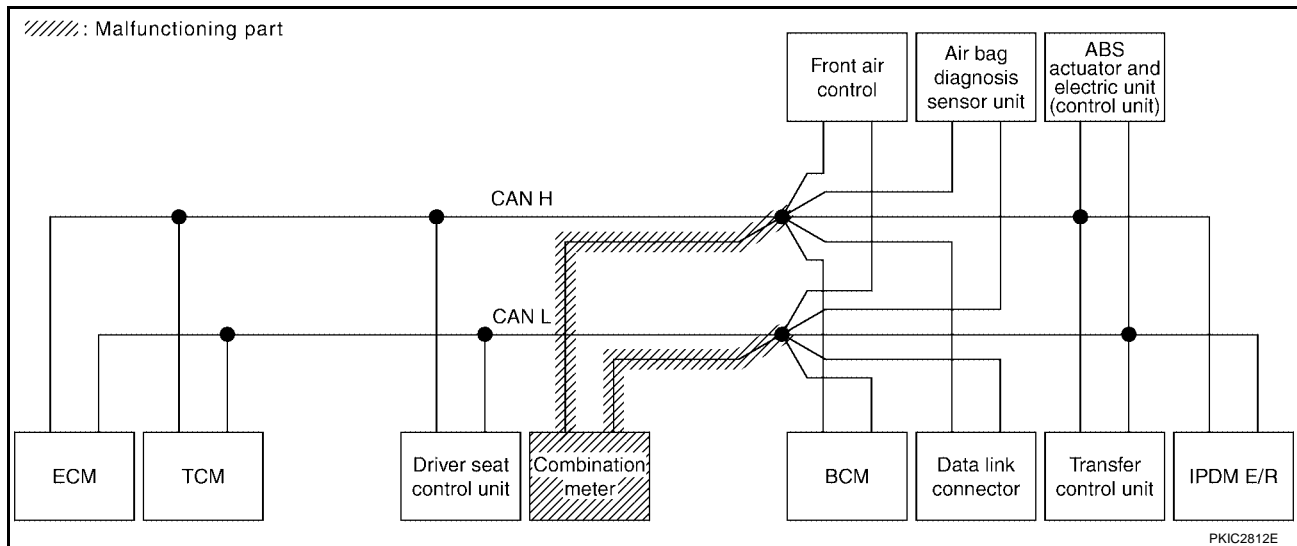 : Malfunctioning part
Front air
control
Air bag
diagnosis
sensor unit
ABS
actuator and
electric unit
(control unit)
CAN H
CAN L
ECM
TCM
Driver seat
control unit
Combination
meter
BCM
Data link
connector
Transfer
control unit
IPDM E/R
PKIC2812E